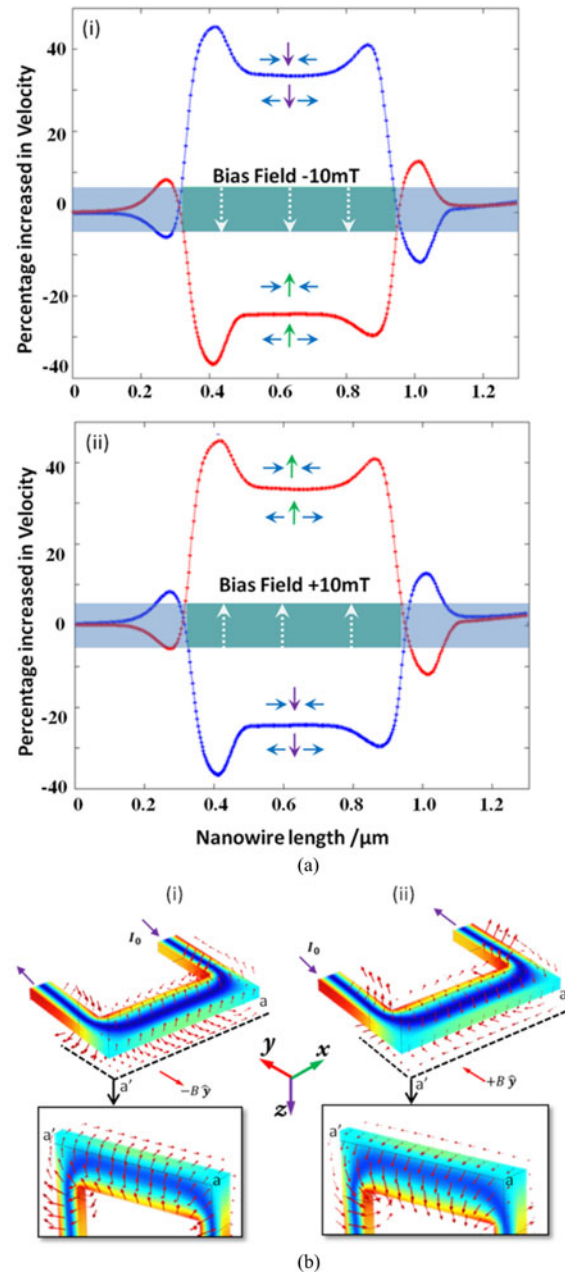 (i)
40
20
0
-20
-40
Percentage increased in Velocity
Bias Field -10mT
0
0.2
0.4
0.6
0.8
1.0
1.2
(ii)
40
20
0
-20
-40
Percentage increased in Velocity
Bias Field +10mT
0
0.2
0.4
0.6
0.8
1.0
1.2
Nanowire length /μm
(a)
(i)
(ii)
I₀
I₀
a
a
a'
a'
−B ŷ
+B ŷ
y
x
z
a'
a
a'
a
(b)